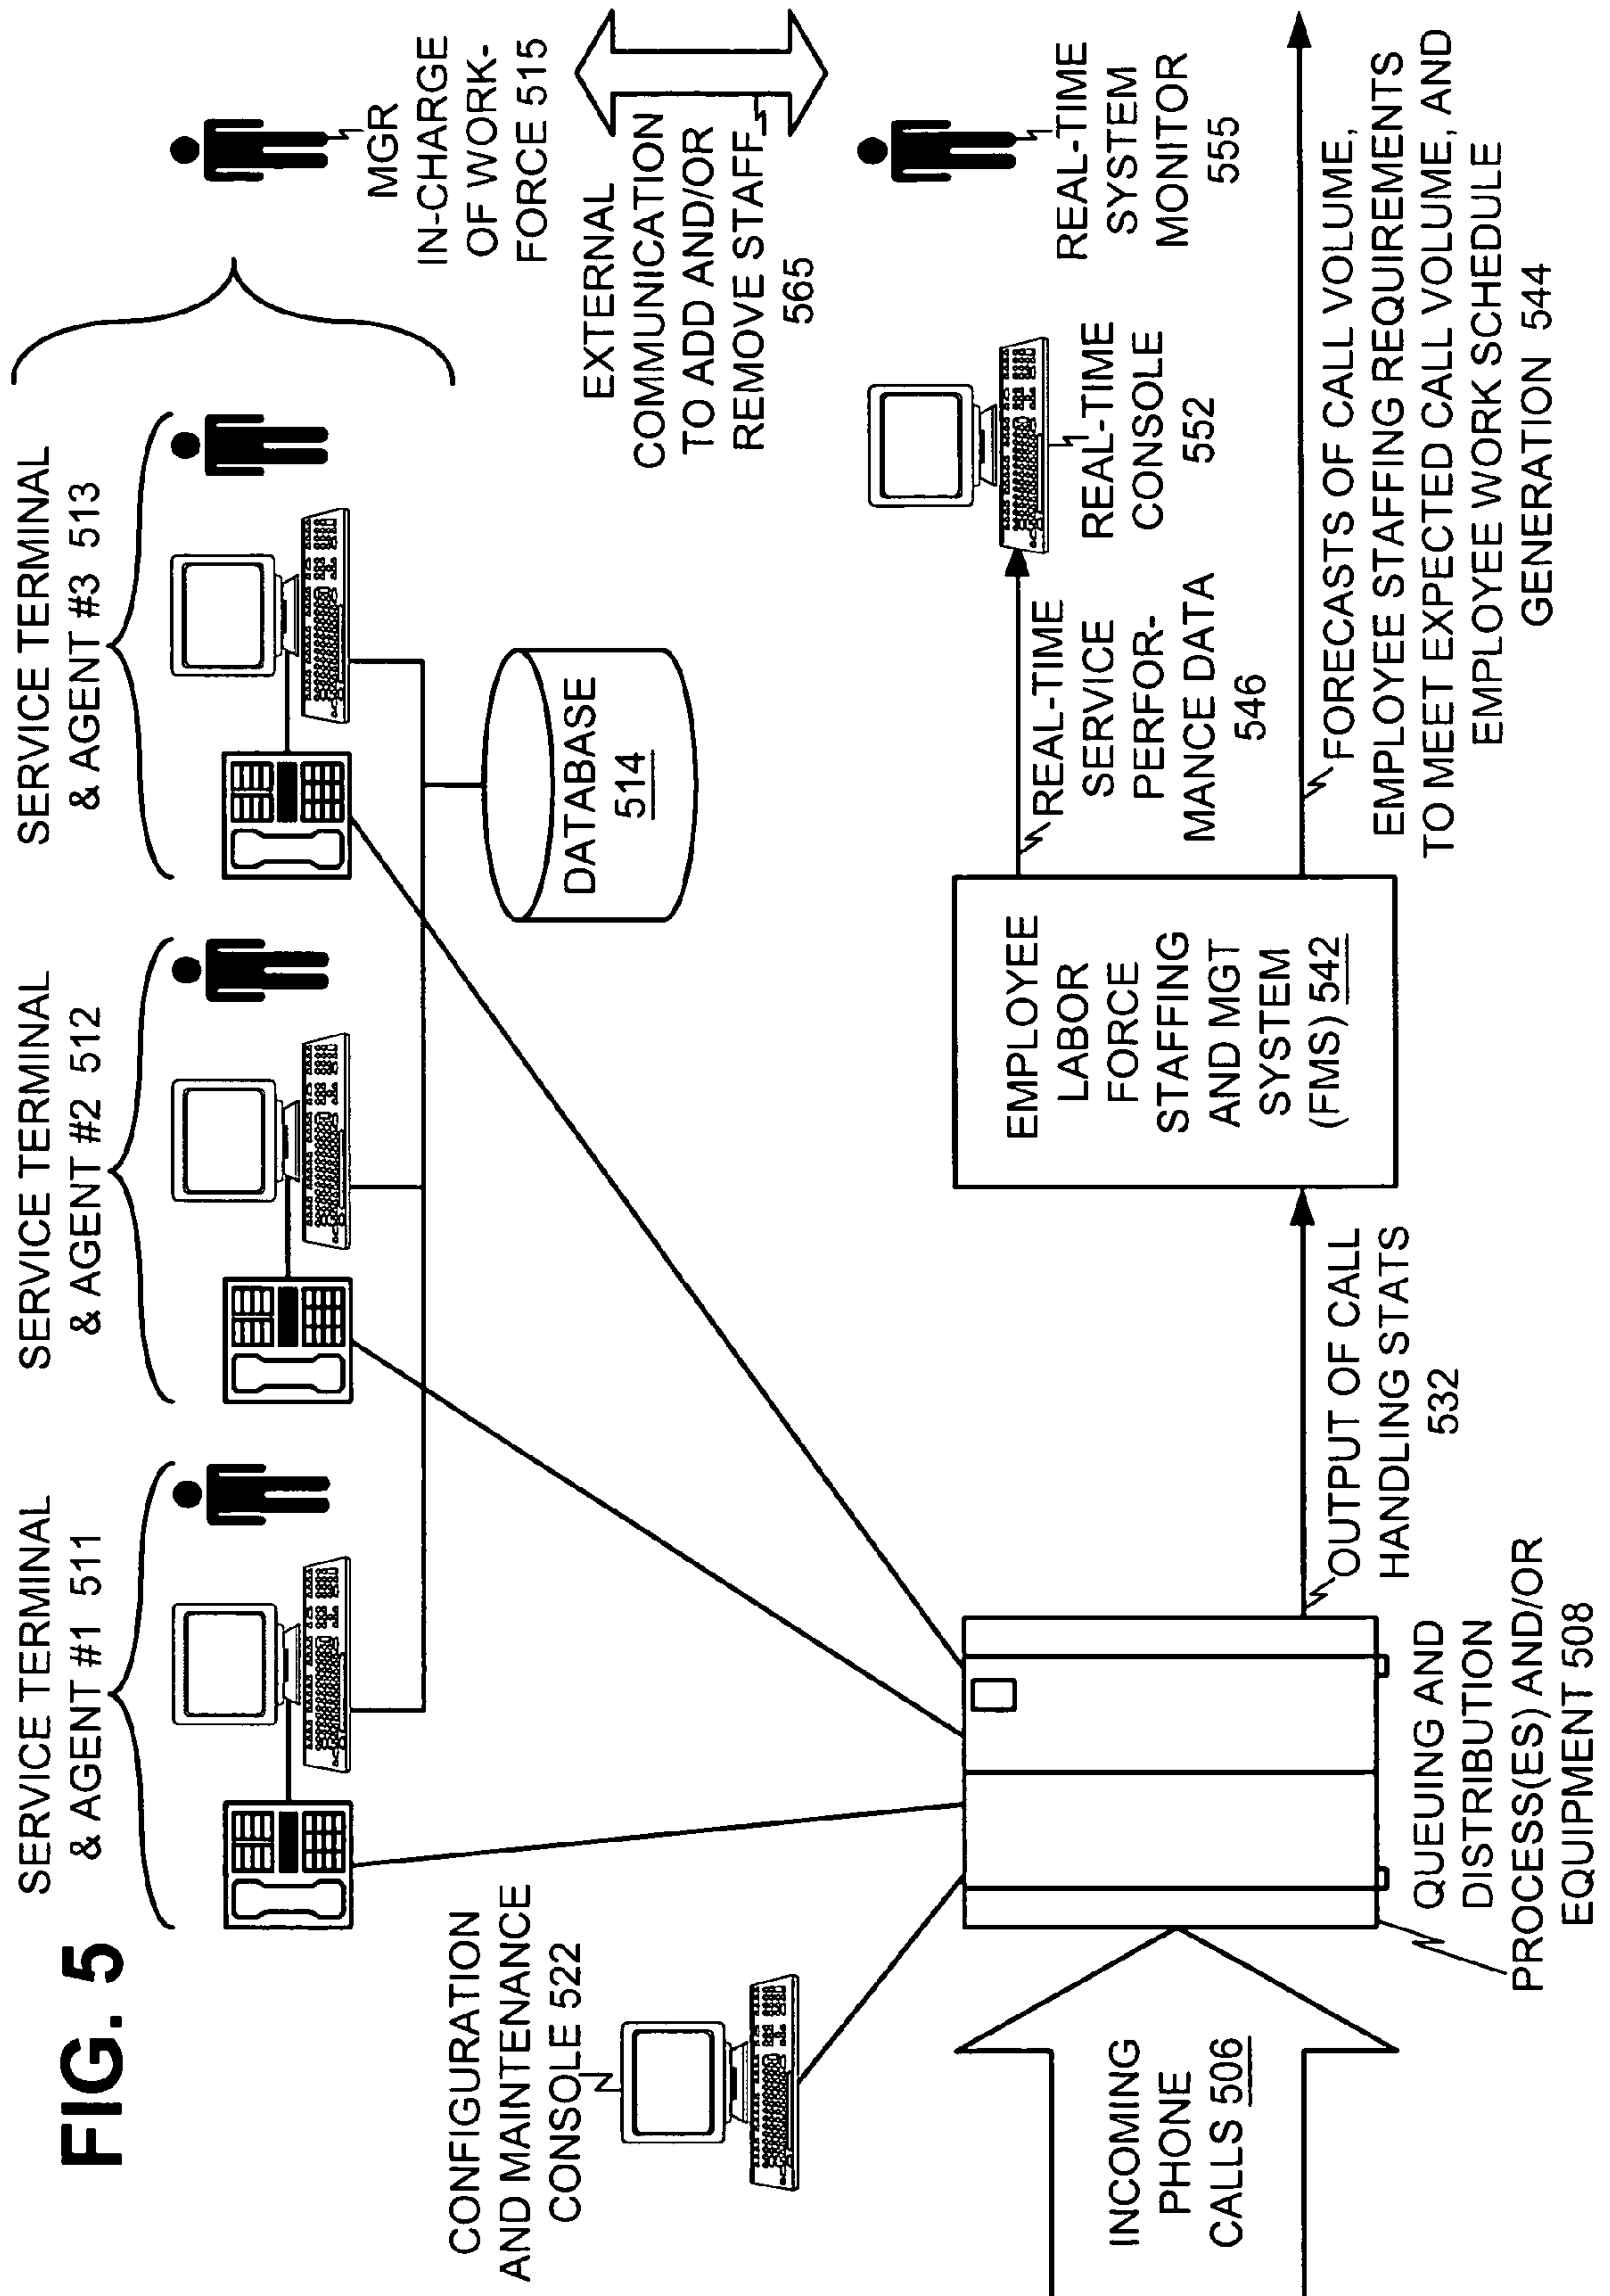 FIG. 5
SERVICE TERMINAL
& AGENT #1 511
SERVICE TERMINAL
& AGENT #2 512
SERVICE TERMINAL
& AGENT #3 513
MGR
IN-CHARGE
OF WORK-
FORCE 515
CONFIGURATION
AND MAINTENANCE
CONSOLE 522
DATABASE
514
EXTERNAL
COMMUNICATION
TO ADD AND/OR
REMOVE STAFF
565
INCOMING
PHONE
CALLS 506
QUEUING AND
DISTRIBUTION
PROCESS(ES) AND/OR
EQUIPMENT 508
OUTPUT OF CALL
HANDLING STATS
532
EMPLOYEE
LABOR
FORCE
STAFFING
AND MGT
SYSTEM
(FMS) 542
REAL-TIME
SERVICE
PERFOR-
MANCE DATA
546
REAL-TIME
CONSOLE
552
REAL-TIME
SYSTEM
MONITOR
555
FORECASTS OF CALL VOLUME,
EMPLOYEE STAFFING REQUIREMENTS
TO MEET EXPECTED CALL VOLUME, AND
EMPLOYEE WORK SCHEDULE
GENERATION 544